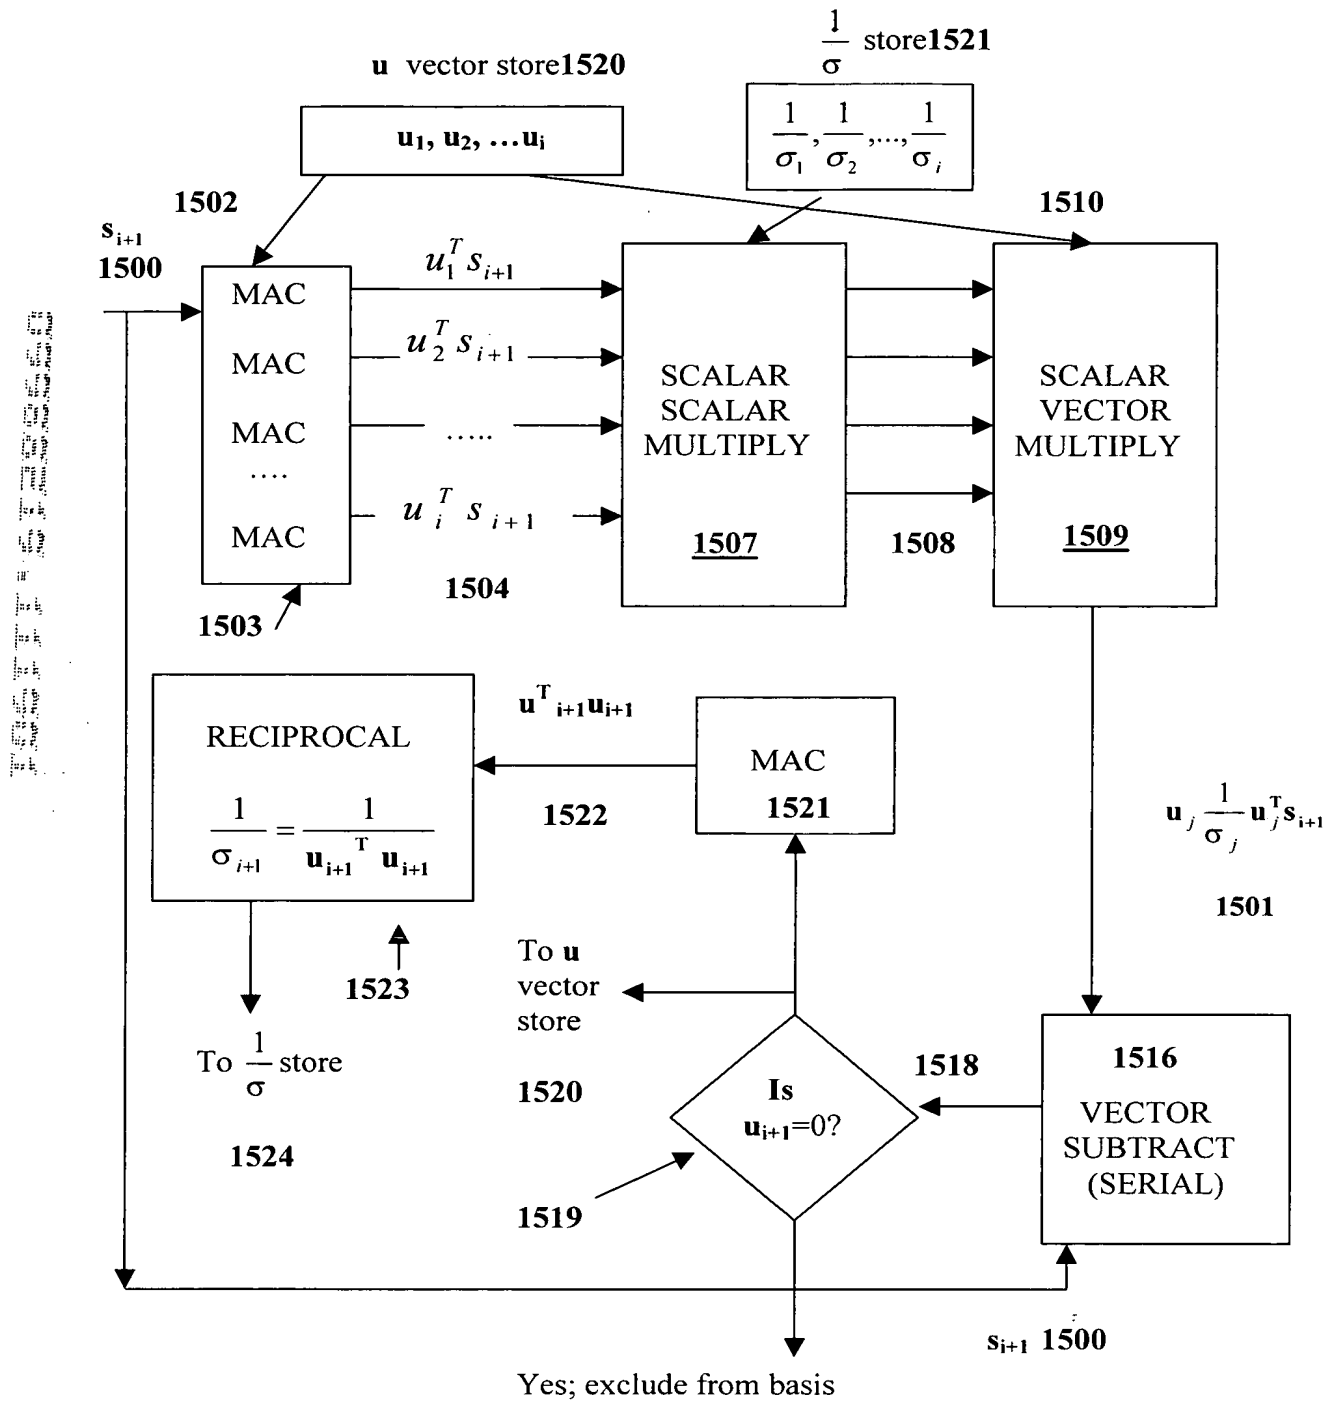 1/σ store1521
u vector store1520
u₁, u₂, …uᵢ
1/σ₁, 1/σ₂, ..., 1/σᵢ
1502
1510
sᵢ₊₁
1500
MAC
MAC
MAC
....
MAC
1503
u₁ᵀ sᵢ₊₁
u₂ᵀ sᵢ₊₁
.....
uᵢᵀ sᵢ₊₁
1504
SCALAR
SCALAR
MULTIPLY
1507
1508
SCALAR
VECTOR
MULTIPLY
1509
RECIPROCAL
1/σᵢ₊₁ = 1/(uᵢ₊₁ᵀ uᵢ₊₁)
uᵀᵢ₊₁uᵢ₊₁
1522
MAC
1521
uⱼ 1/σⱼ uⱼᵀsᵢ₊₁
1501
1523
To 1/σ store
1524
To u
vector
store
1520
Is
uᵢ₊₁=0?
1519
1518
1516
VECTOR
SUBTRACT
(SERIAL)
sᵢ₊₁ 1500
Yes; exclude from basis